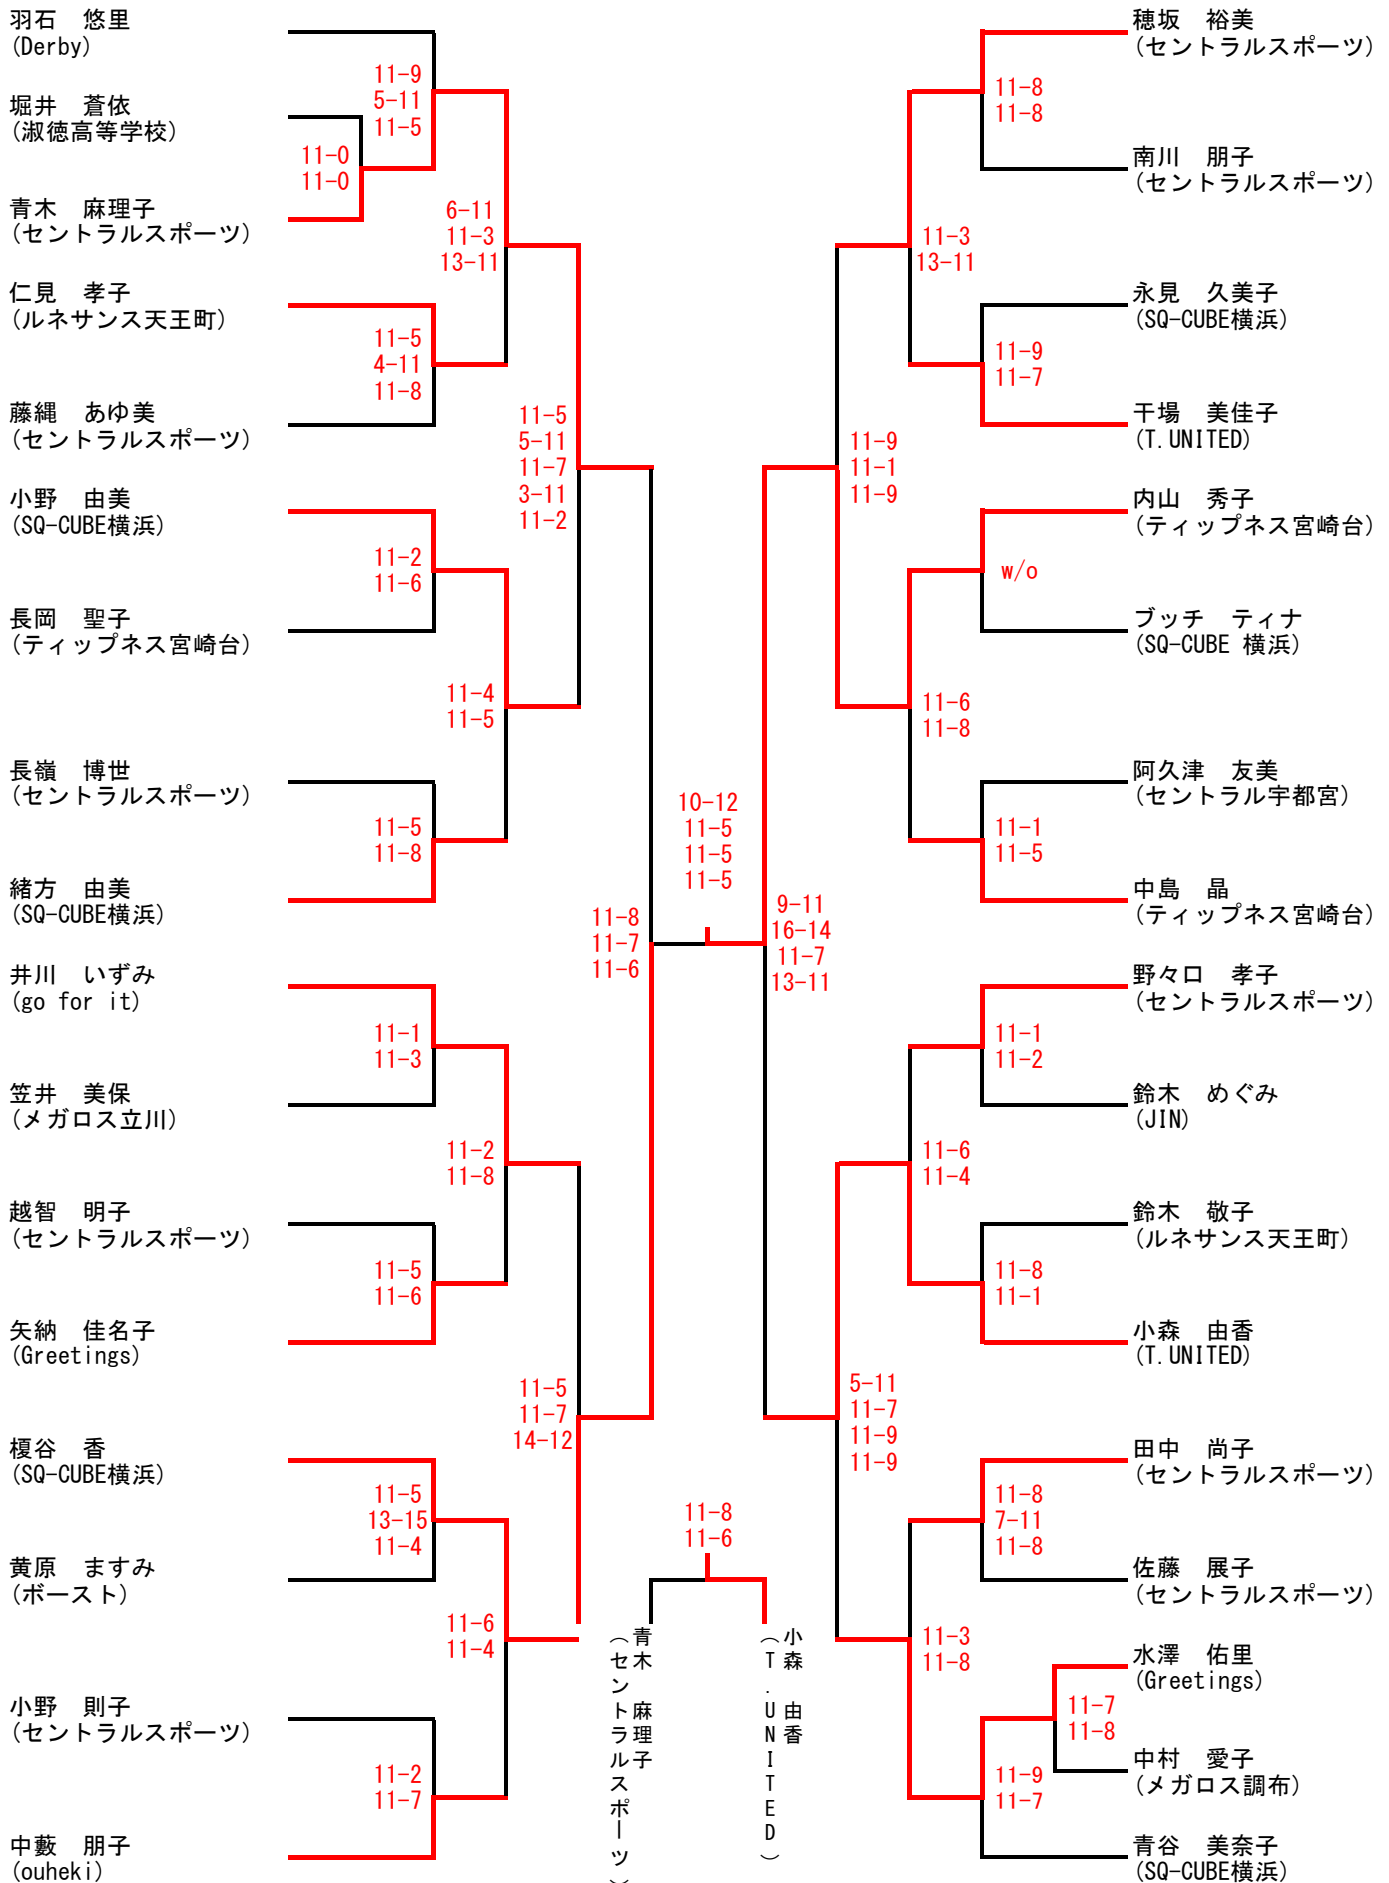 羽石　悠里
(Derby)
堀井　蒼依
(淑徳高等学校)
青木　麻理子
(セントラルスポーツ)
仁見　孝子
(ルネサンス天王町)
藤縄　あゆ美
(セントラルスポーツ)
小野　由美
(SQ-CUBE横浜)
長岡　聖子
(ティップネス宮崎台)
長嶺　博世
(セントラルスポーツ)
緒方　由美
(SQ-CUBE横浜)
井川　いずみ
(go for it)
笠井　美保
(メガロス立川)
越智　明子
(セントラルスポーツ)
矢納　佳名子
(Greetings)
榎谷　香
(SQ-CUBE横浜)
黄原　ますみ
(ボースト)
小野　則子
(セントラルスポーツ)
中藪　朋子
(ouheki)
11-9
5-11
11-5
11-0
11-0
11-5
4-11
11-8
11-2
11-6
11-5
11-8
11-1
11-3
11-5
11-6
11-5
13-15
11-4
11-2
11-7
6-11
11-3
13-11
11-4
11-5
11-2
11-8
11-6
11-4
11-5
5-11
11-7
3-11
11-2
11-5
11-7
14-12
11-8
11-7
11-6
10-12
11-5
11-5
11-5
9-11
16-14
11-7
13-11
11-8
11-6
青木　麻理子
(セントラルスポーツ)
小森　由香
(T.UNITED)
11-9
11-1
11-9
5-11
11-7
11-9
11-9
11-3
13-11
11-6
11-8
11-6
11-4
11-3
11-8
11-8
11-8
11-9
11-7
w/o
11-1
11-5
11-1
11-2
11-8
11-1
11-8
7-11
11-8
11-7
11-8
11-9
11-7
穂坂　裕美
(セントラルスポーツ)
南川　朋子
(セントラルスポーツ)
永見　久美子
(SQ-CUBE横浜)
干場　美佳子
(T.UNITED)
内山　秀子
(ティップネス宮崎台)
ブッチ　ティナ
(SQ-CUBE 横浜)
阿久津　友美
(セントラル宇都宮)
中島　晶
(ティップネス宮崎台)
野々口　孝子
(セントラルスポーツ)
鈴木　めぐみ
(JIN)
鈴木　敬子
(ルネサンス天王町)
小森　由香
(T.UNITED)
田中　尚子
(セントラルスポーツ)
佐藤　展子
(セントラルスポーツ)
水澤　佑里
(Greetings)
中村　愛子
(メガロス調布)
青谷　美奈子
(SQ-CUBE横浜)